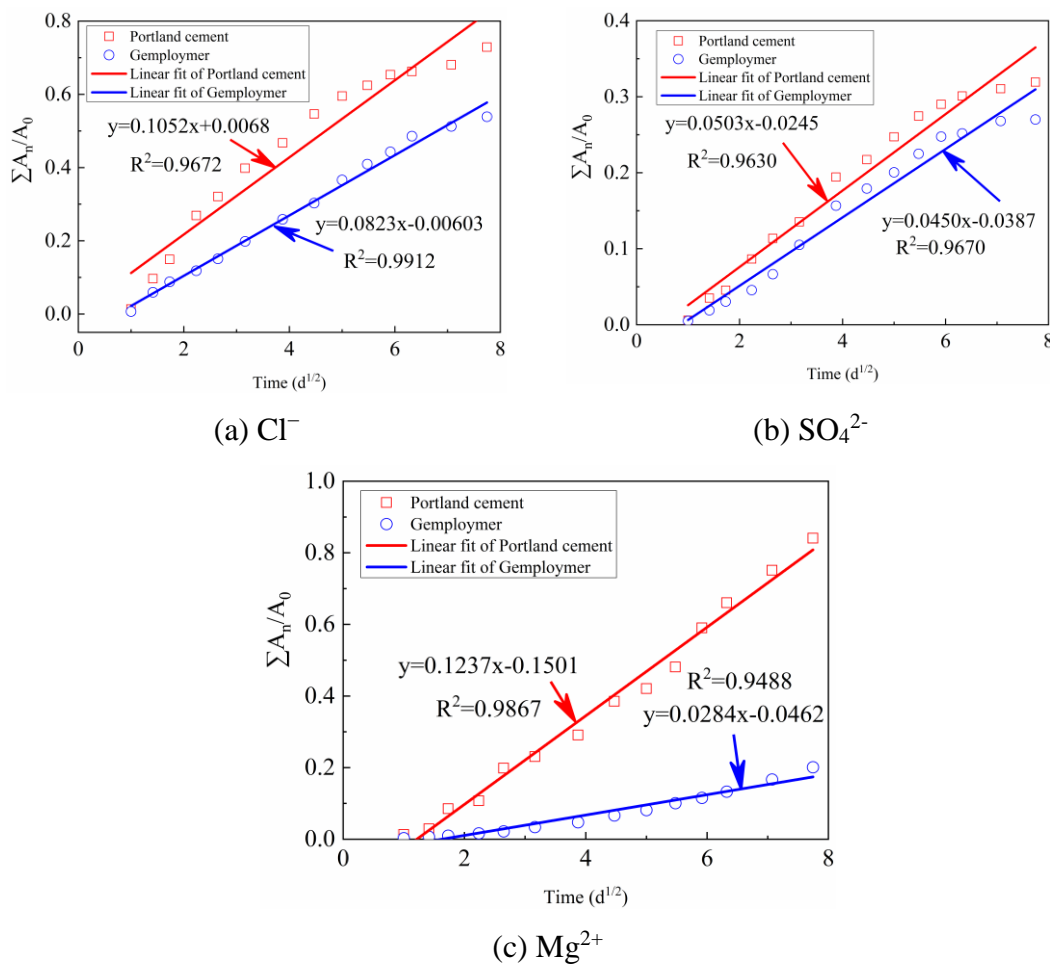 0.8
Portland cement
Gemploymer
Linear fit of Portland cement
Linear fit of Gemploymer
0.6
y=0.1052x+0.0068
R²=0.9672
0.4
∑Aₙ/A₀
y=0.0823x-0.00603
R²=0.9912
0.2
0.0
0 2 4 6 8
Time (d^{1/2})
(a) Cl⁻
0.4
Portland cement
Gemploymer
Linear fit of Portland cement
Linear fit of Gemploymer
0.3
y=0.0503x-0.0245
R²=0.9630
0.2
∑Aₙ/A₀
y=0.0450x-0.0387
R²=0.9670
0.1
0.0
0 2 4 6 8
Time (d^{1/2})
(b) SO₄²⁻
1.0
Portland cement
Gemploymer
Linear fit of Portland cement
Linear fit of Gemploymer
0.8
∑Aₙ/A₀
0.6
y=0.1237x-0.1501
R²=0.9867
R²=0.9488
y=0.0284x-0.0462
0.4
0.2
0.0
0 2 4 6 8
Time (d^{1/2})
(c) Mg²⁺